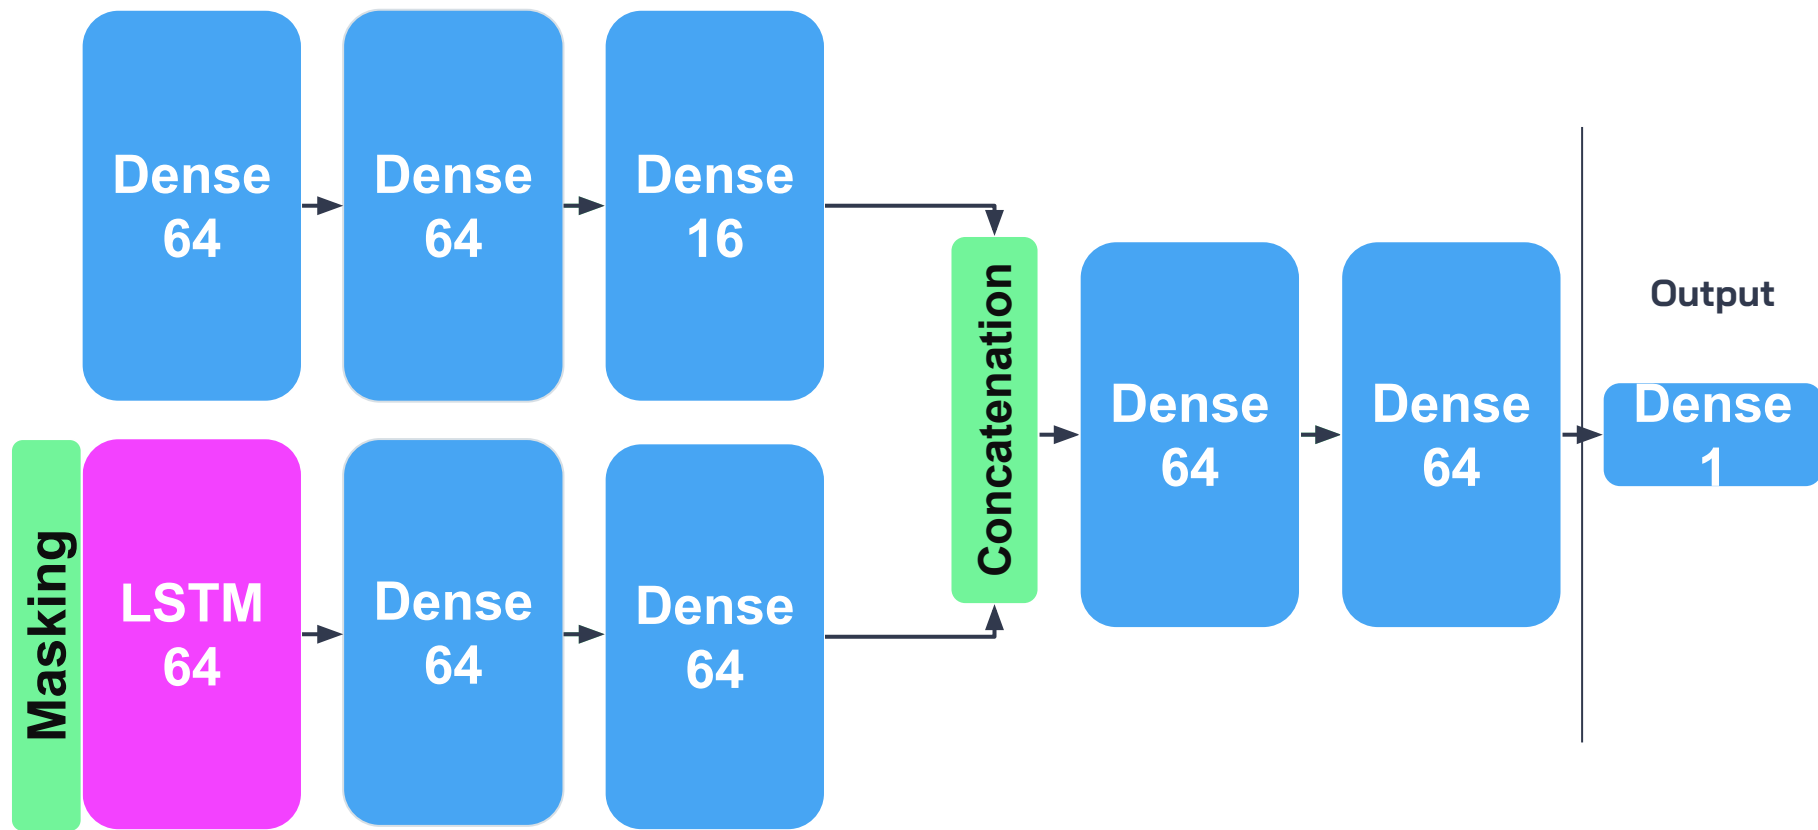 Dense
64
Dense
64
Dense
16
Masking
LSTM
64
Dense
64
Dense
64
Concatenation
Dense
64
Dense
64
Output
Dense
1